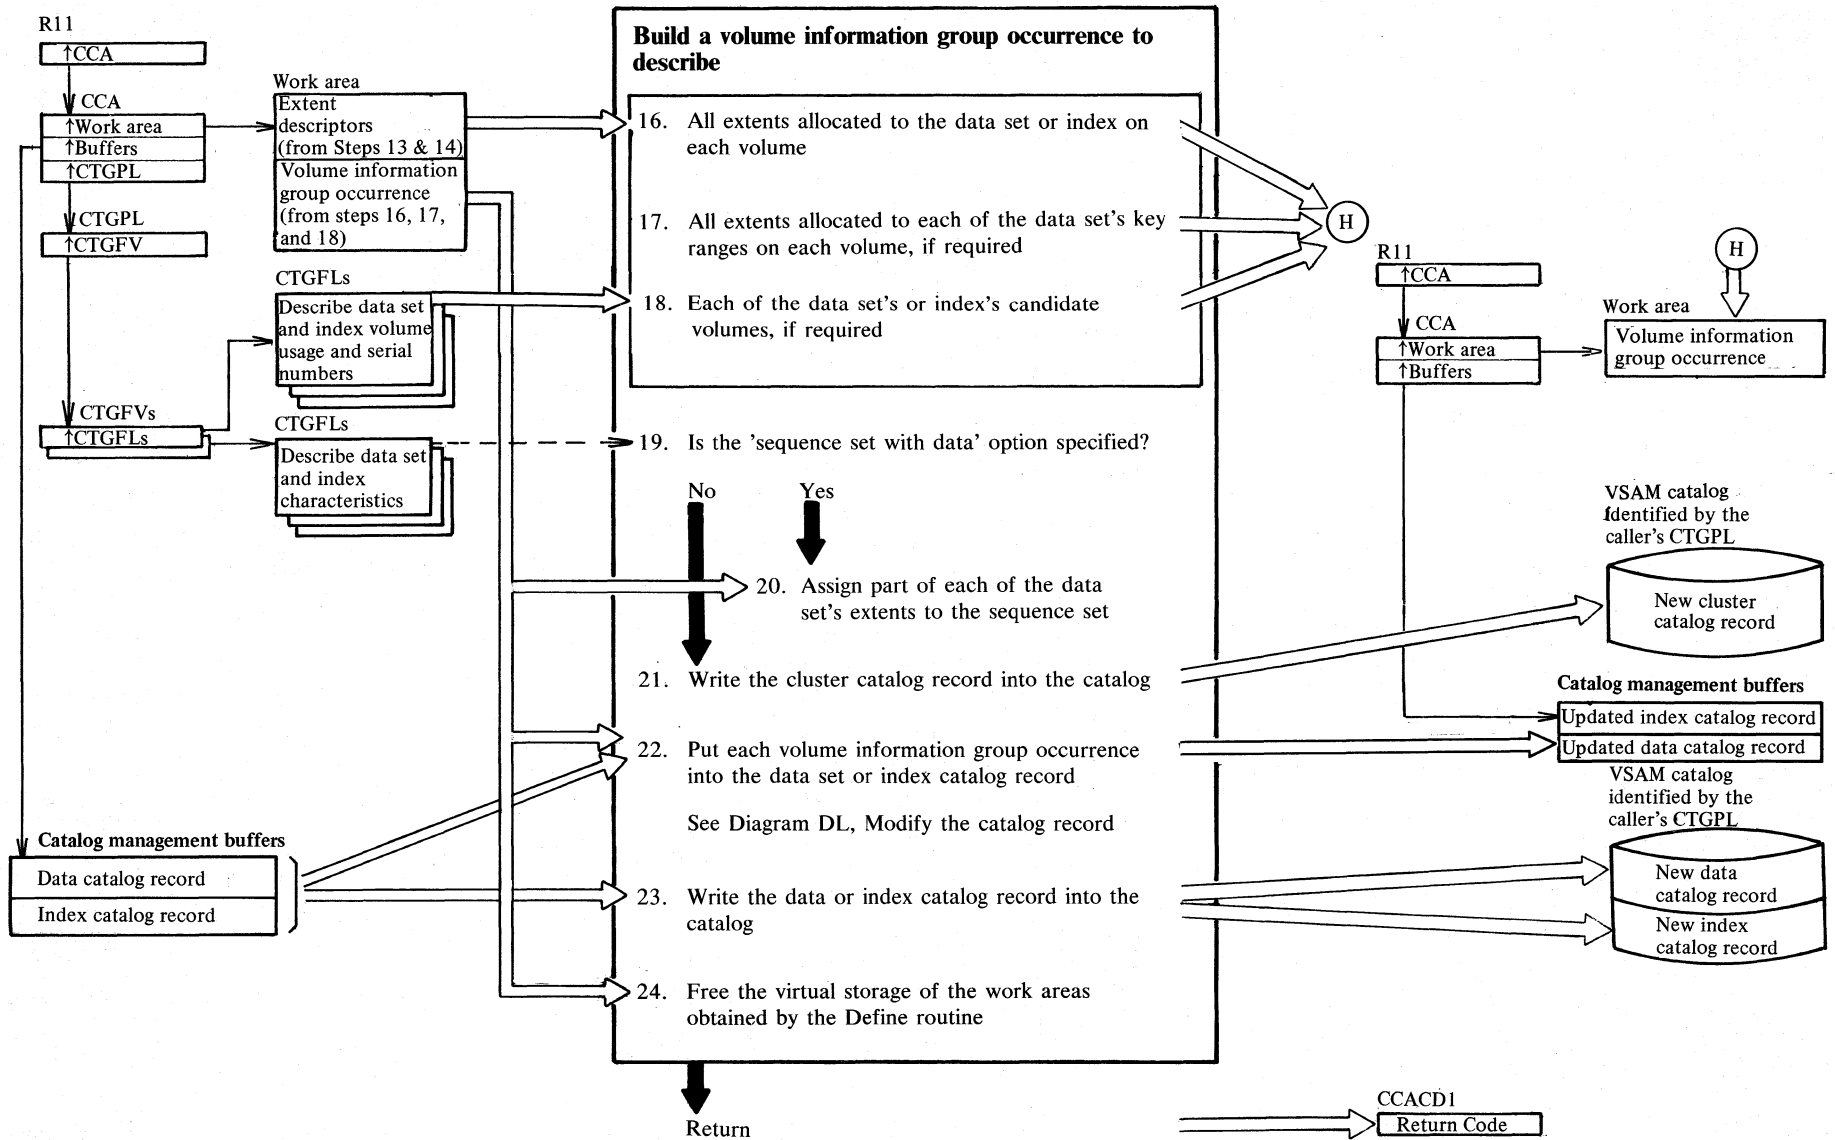 R11
↑CCA
CCA
↑Work area
↑Buffers
↑CTGPL
CTGPL
↑CTGFV
CTGFVs
↑CTGFLs
Work area
Extent
descriptors
(from Steps 13 & 14)
Volume information
group occurrence
(from steps 16, 17,
and 18)
CTGFLs
Describe data set
and index volume
usage and serial
numbers
CTGFLs
Describe data set
and index
characteristics
Catalog management buffers
Data catalog record
Index catalog record
Build a volume information group occurrence to
describe
16. All extents allocated to the data set or index on
each volume
17. All extents allocated to each of the data set's key
ranges on each volume, if required
18. Each of the data set's or index's candidate
volumes, if required
19. Is the 'sequence set with data' option specified?
No Yes
20. Assign part of each of the data
set's extents to the sequence set
21. Write the cluster catalog record into the catalog
22. Put each volume information group occurrence
into the data set or index catalog record
See Diagram DL, Modify the catalog record
23. Write the data or index catalog record into the
catalog
24. Free the virtual storage of the work areas
obtained by the Define routine
Return
H
R11
↑CCA
CCA
↑Work area
↑Buffers
H
Work area
Volume information
group occurrence
VSAM catalog
identified by the
caller's CTGPL
New cluster
catalog record
Catalog management buffers
Updated index catalog record
Updated data catalog record
VSAM catalog
identified by the
caller's CTGPL
New data
catalog record
New index
catalog record
CCACD1
Return Code